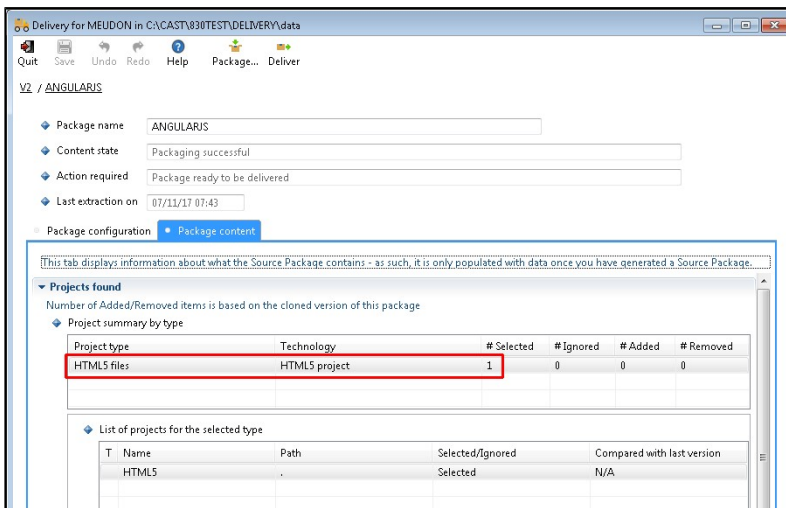 Delivery for MEUDON in C:\CAST\830TEST\DELIVERY\data
Quit Save Undo Redo Help Package... Deliver
V2 / ANGULARJS
Package name ANGULARJS
Content state Packaging successful
Action required Package ready to be delivered
Last extraction on 07/11/17 07:43
Package configuration Package content
This tab displays information about what the Source Package contains - as such, it is only populated with data once you have generated a Source Package.
Projects found
Number of Added/Removed items is based on the cloned version of this package
Project summary by type
Project type Technology # Selected # Ignored # Added # Removed
HTML5 files HTML5 project 1 0 0 0
List of projects for the selected type
T Name Path Selected/Ignored Compared with last version
HTML5 . Selected N/A